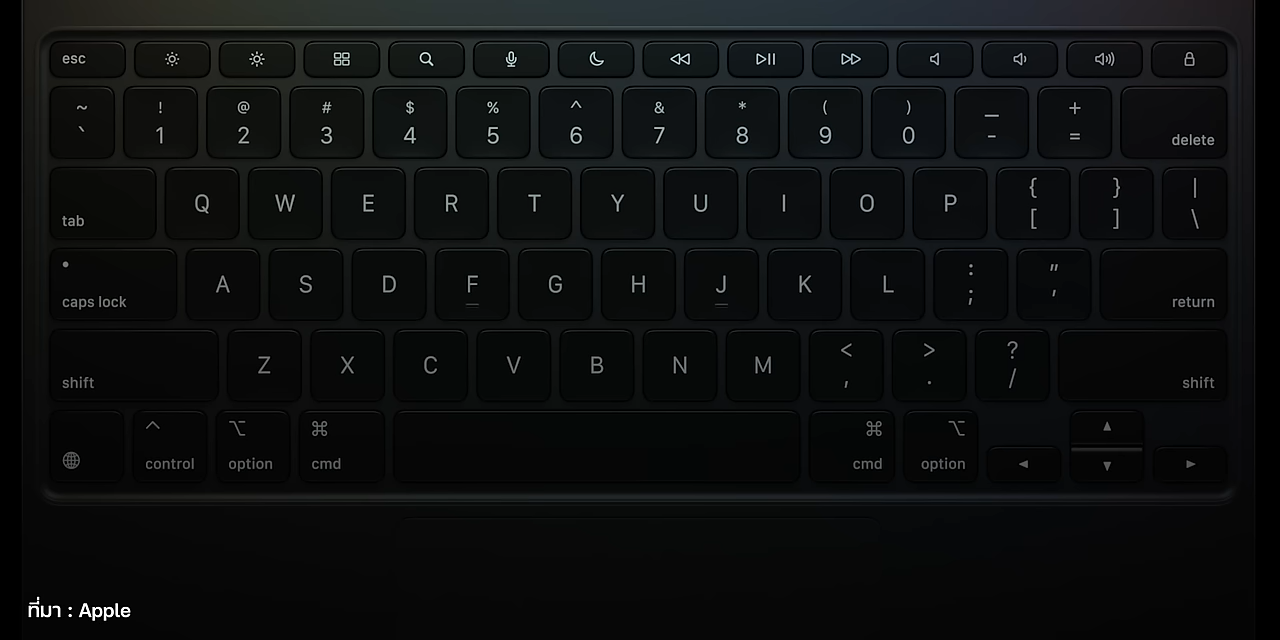 esc
~ ! @ # $ % ^ & * ( ) _ +
` 1 2 3 4 5 6 7 8 9 0 - = delete
tab Q W E R T Y U I O P { [ } ] | \
caps lock A S D F G H J K L : ; " ' return
shift Z X C V B N M < , > . ? / shift
control option cmd cmd option
ที่มา : Apple